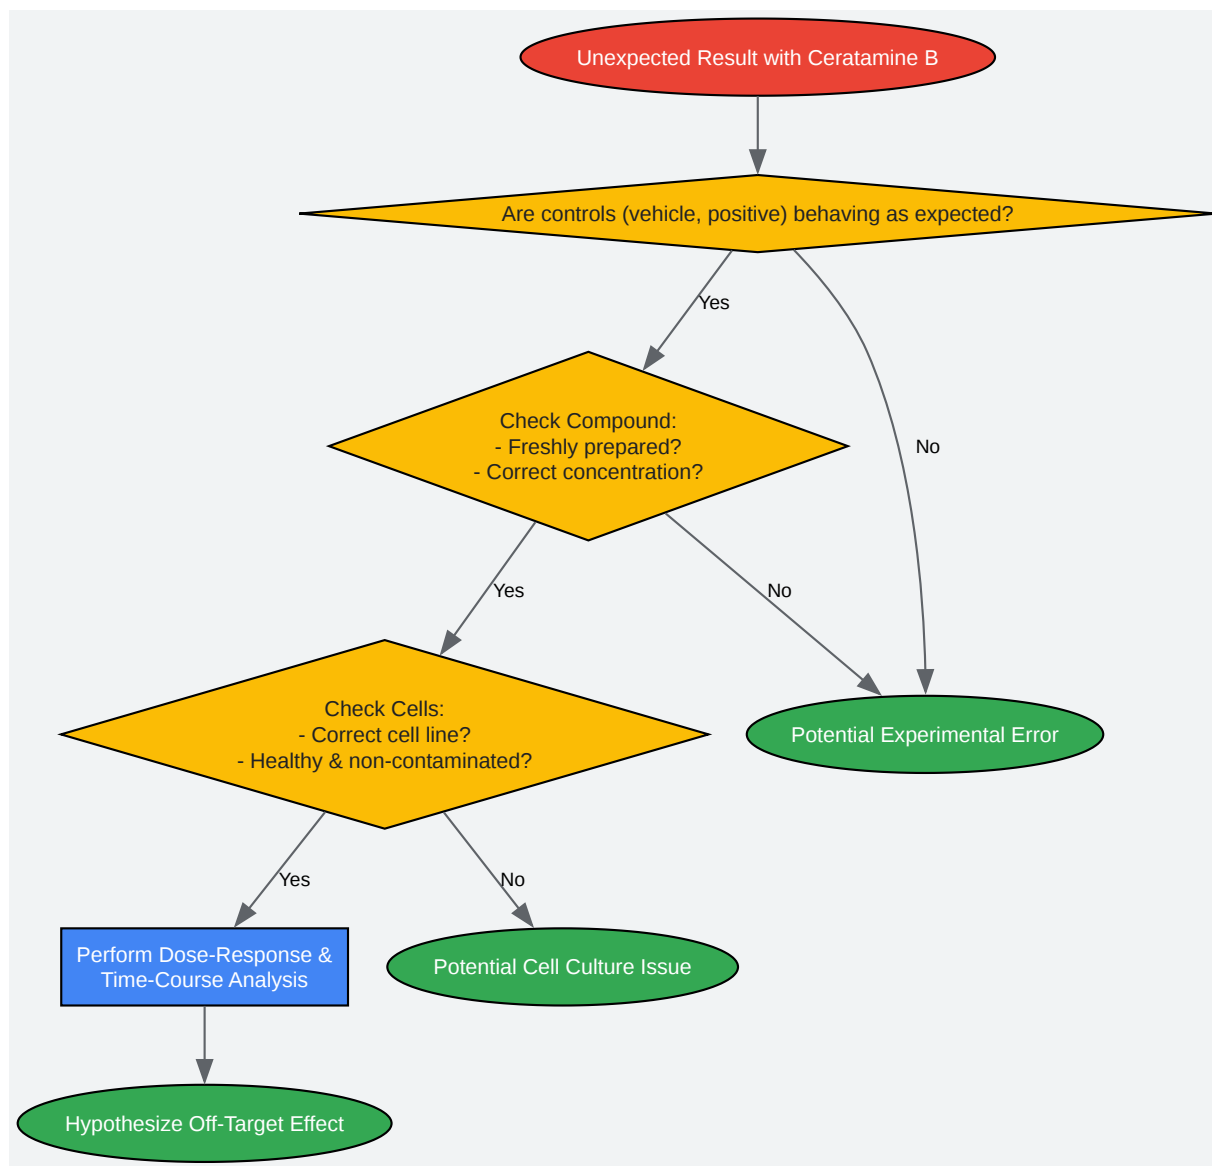 Unexpected Result with Ceratamine B
Are controls (vehicle, positive) behaving as expected?
Yes
No
Check Compound:
- Freshly prepared?
- Correct concentration?
Yes
No
Check Cells:
- Correct cell line?
- Healthy & non-contaminated?
Potential Experimental Error
Yes
No
Perform Dose-Response &
Time-Course Analysis
Potential Cell Culture Issue
Hypothesize Off-Target Effect